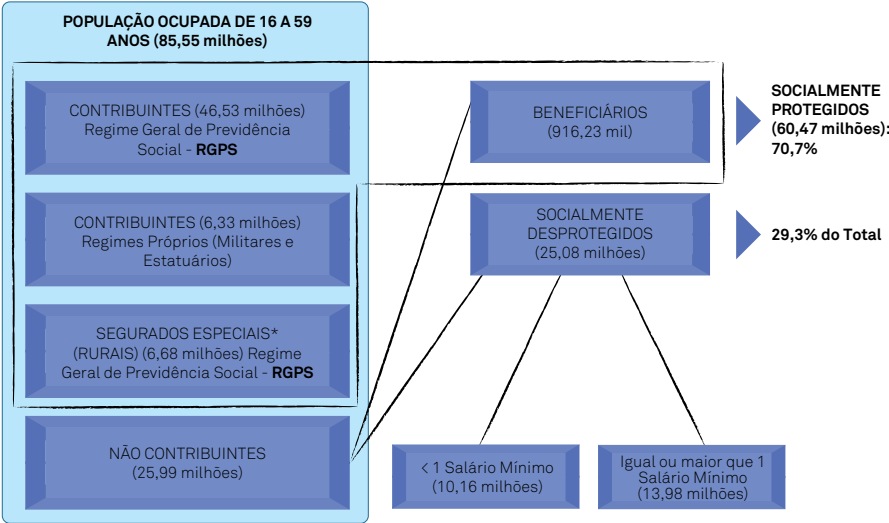 POPULAÇÃO OCUPADA DE 16 A 59
ANOS (85,55 milhões)
CONTRIBUINTES (46,53 milhões)
Regime Geral de Previdência
Social - RGPS
CONTRIBUINTES (6,33 milhões)
Regimes Próprios (Militares e
Estatuários)
SEGURADOS ESPECIAIS*
(RURAIS) (6,68 milhões) Regime
Geral de Previdência Social - RGPS
NÃO CONTRIBUINTES
(25,99 milhões)
BENEFICIÁRIOS
(916,23 mil)
SOCIALMENTE
PROTEGIDOS
(60,47 milhões):
70,7%
SOCIALMENTE
DESPROTEGIDOS
(25,08 milhões)
29,3% do Total
< 1 Salário Mínimo
(10,16 milhões)
Igual ou maior que 1
Salário Mínimo
(13,98 milhões)